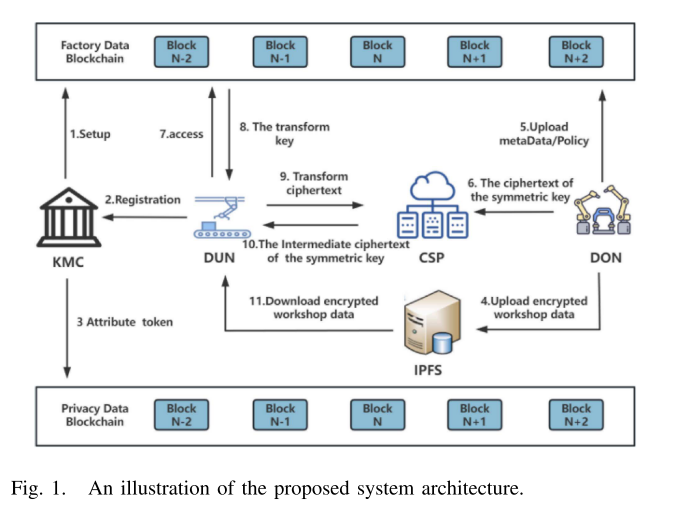 Factory Data
Blockchain
Block
N-2
Block
N-1
Block
N
Block
N+1
Block
N+2
1.Setup
7.access
8. The transform
key
5.Upload
metaData/Policy
2.Registration
9. Transform
ciphertext
6. The ciphertext of
the symmetric key
KMC
DUN
10.The Intermediate ciphertext
of the symmetric key
CSP
DON
3 Attribute token
11.Download encrypted
workshop data
4.Upload encrypted
workshop data
IPFS
Privacy Data
Blockchain
Block
N-2
Block
N-1
Block
N
Block
N+1
Block
N+2
Fig. 1. An illustration of the proposed system architecture.